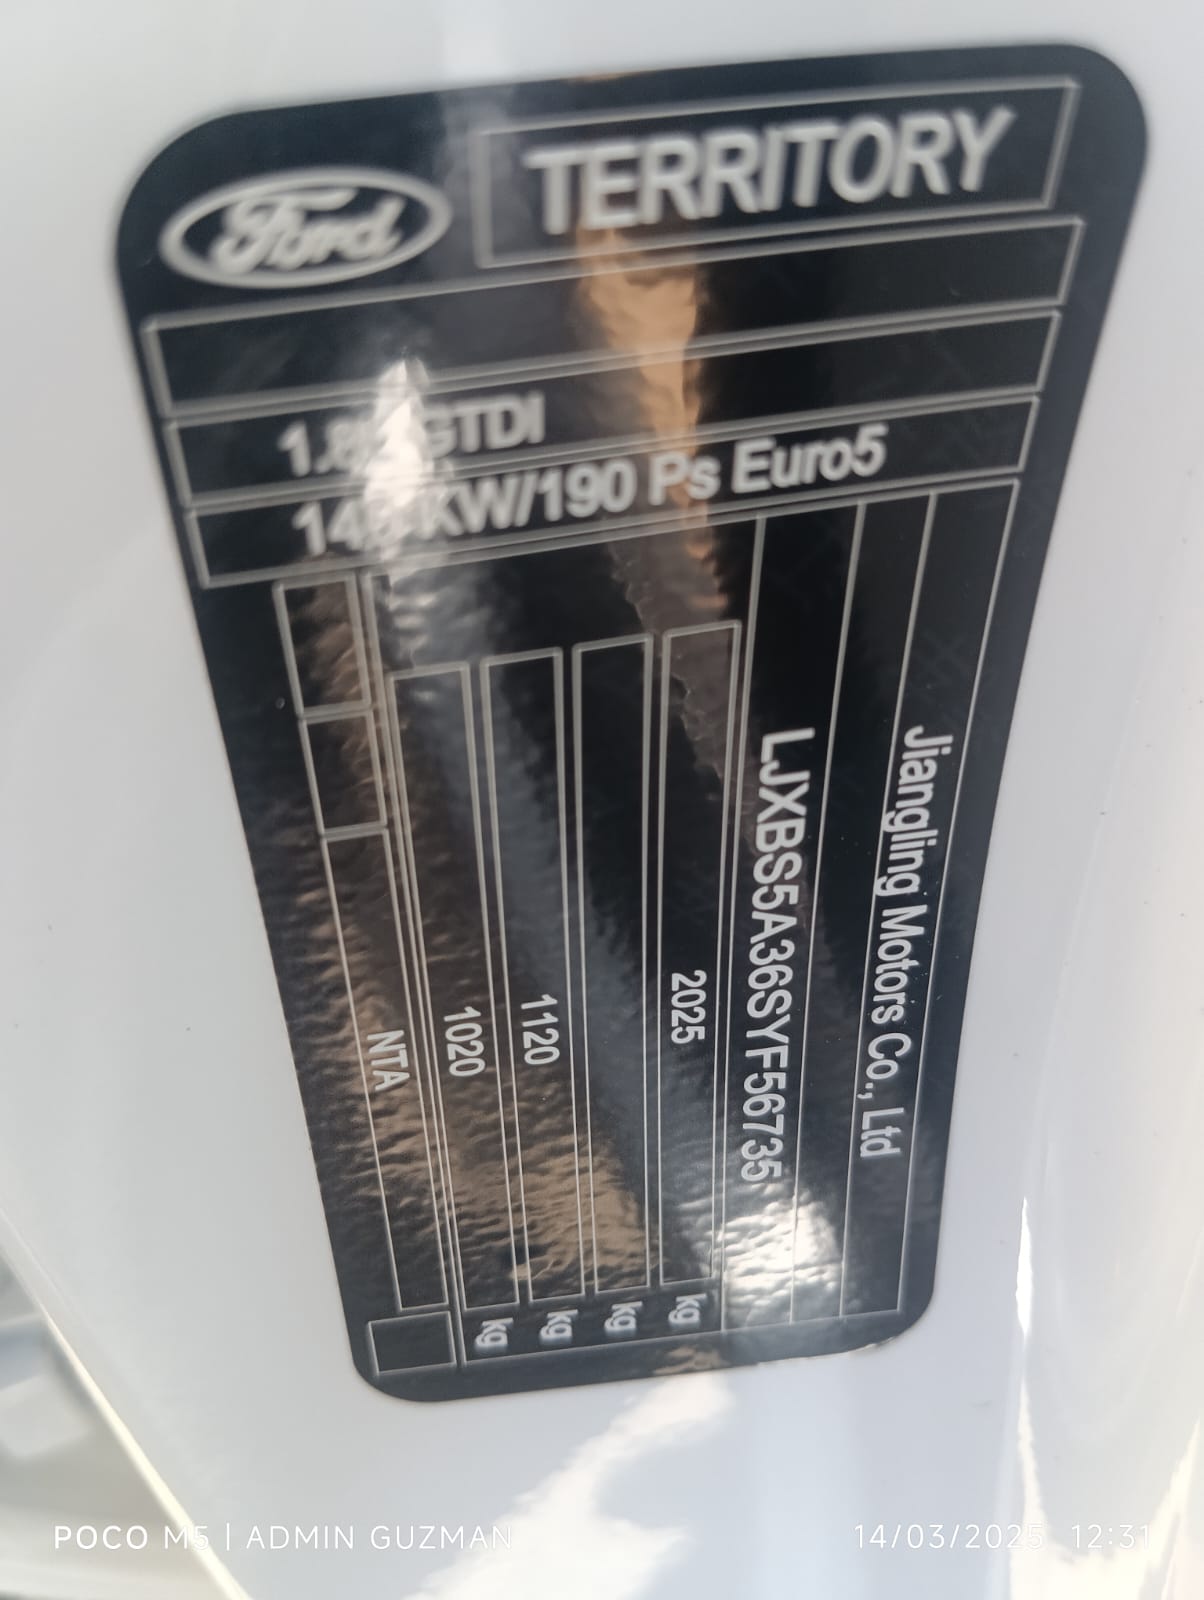 Ford
TERRITORY
GTDI
KW/190 Ps Euro5
Jiangling Motors Co., Ltd
LJXBS5A36SYF56735
2025 kg
kg
1120 kg
1020 kg
NTA
POCO M5 | ADMIN GUZMAN
14/03/2025 12:31